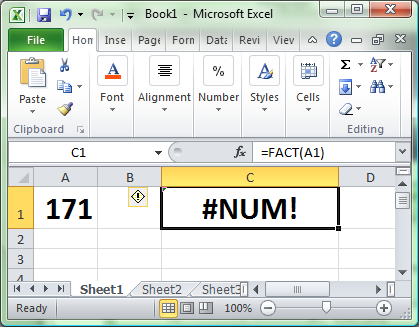 Book1 - Microsoft Excel
File Hom Inse Page Forn Data Revi
Paste
Clipboard
Font
Alignment
%
Number
Styles
Cells
Σ
Editing
C1 fx =FACT(A1)
A B C D
1 171 #NUM!
2
3
4
Sheet1 Sheet2 Sheet3
Ready 100%